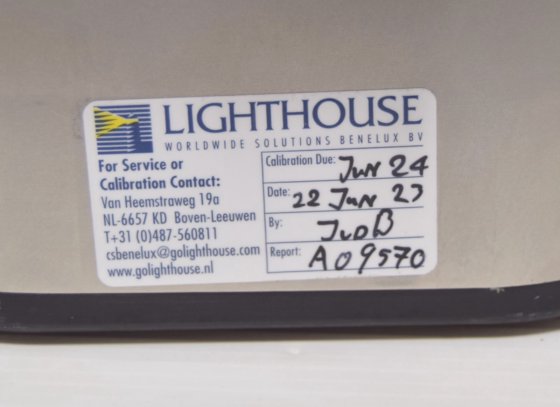 LIGHTHOUSE
WORLDWIDE SOLUTIONS BENELUX BV
For Service or
Calibration Contact:
Van Heemstraweg 19a
NL-6657 KD Boven-Leeuwen
T+31 (0)487-560811
csbenelux@golighthouse.com
www.golighthouse.nl
Calibration Due: Jun 24
Date: 22 Jun 23
By: JvdB
Report: A09570